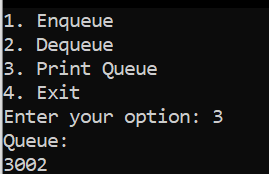 1. Enqueue
2. Dequeue
3. Print Queue
4. Exit
Enter your option: 3
Queue:
3002